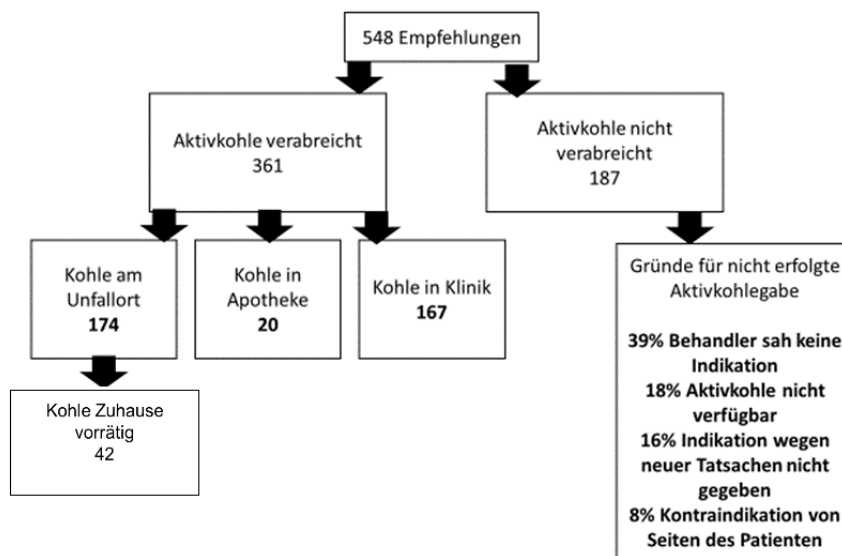 548 Empfehlungen
Aktivkohle verabreicht
361
Aktivkohle nicht
verabreicht
187
Kohle am
Unfallort
174
Kohle in
Apotheke
20
Kohle in Klinik
167
Kohle Zuhause
vorrätig
42
Gründe für nicht erfolgte
Aktivkohlegabe
39% Behandler sah keine
Indikation
18% Aktivkohle nicht
verfügbar
16% Indikation wegen
neuer Tatsachen nicht
gegeben
8% Kontraindikation von
Seiten des Patienten